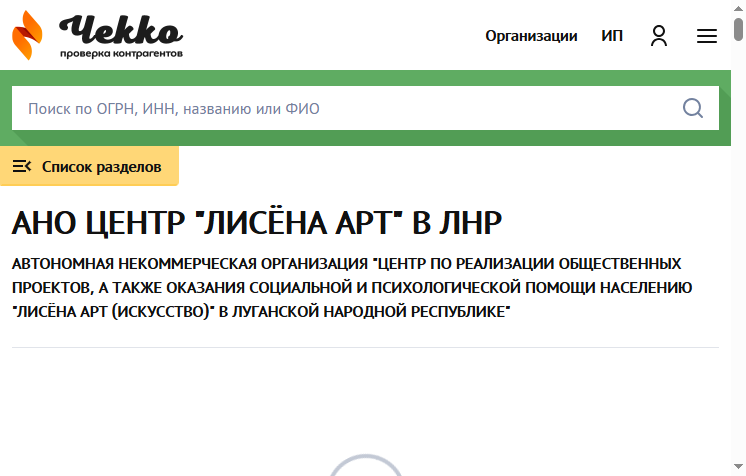 Чекко
проверка контрагентов
Организации
ИП
Поиск по ОГРН, ИНН, названию или ФИО
Список разделов
АНО ЦЕНТР "ЛИСЁНА АРТ" В ЛНР
АВТОНОМНАЯ НЕКОММЕРЧЕСКАЯ ОРГАНИЗАЦИЯ "ЦЕНТР ПО РЕАЛИЗАЦИИ ОБЩЕСТВЕННЫХ
ПРОЕКТОВ, А ТАКЖЕ ОКАЗАНИЯ СОЦИАЛЬНОЙ И ПСИХОЛОГИЧЕСКОЙ ПОМОЩИ НАСЕЛЕНИЮ
"ЛИСЁНА АРТ (ИСКУССТВО)" В ЛУГАНСКОЙ НАРОДНОЙ РЕСПУБЛИКЕ"